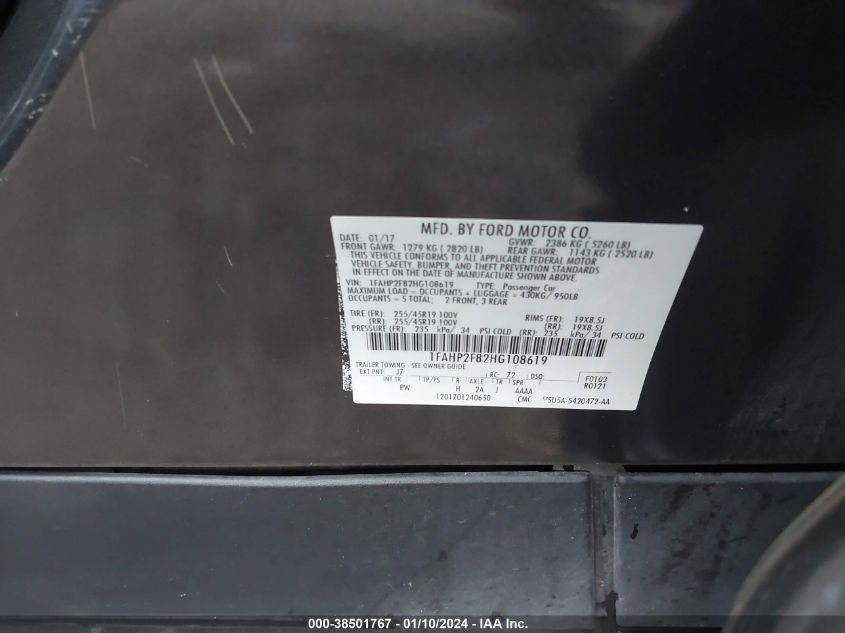 MFD. BY FORD MOTOR CO.
DATE: 01/17 GVWR: 2386 KG ( 5260 LB)
FRONT GAWR: 1279 KG ( 2820 LB) REAR GAWR: 1143 KG ( 2520 LB)
THIS VEHICLE CONFORMS TO ALL APPLICABLE FEDERAL MOTOR
VEHICLE SAFETY, BUMPER, AND THEFT PREVENTION STANDARDS
IN EFFECT ON THE DATE OF MANUFACTURE SHOWN ABOVE.
VIN: 1FAHP2F82HG108619 TYPE: Passenger Car
MAXIMUM LOAD = OCCUPANTS + LUGGAGE = 430KG/ 950LB
OCCUPANTS = 5 TOTAL, 2 FRONT, 3 REAR
TIRE (FR): 255/45R19 100V RIMS (FR): 19X8.5J
(RR): 255/45R19 100V (RR): 19X8.5J
PRESSURE (FR): 235 kPa/ 34 PSI COLD (RR): 235 kPa/ 34 PSI COLD
1FAHP2F82HG108619
TRAILER TOWING - SEE OWNER GUIDE
EXT PNT: J7 RC: 72 DSO: F0103
INT TR TP/PS R AXLE TR SPR R0121
PW H 2A J AAAA
1201701240650 CMC 5U5A-5420472-AA
000-38501767 - 01/10/2024 - IAA Inc.